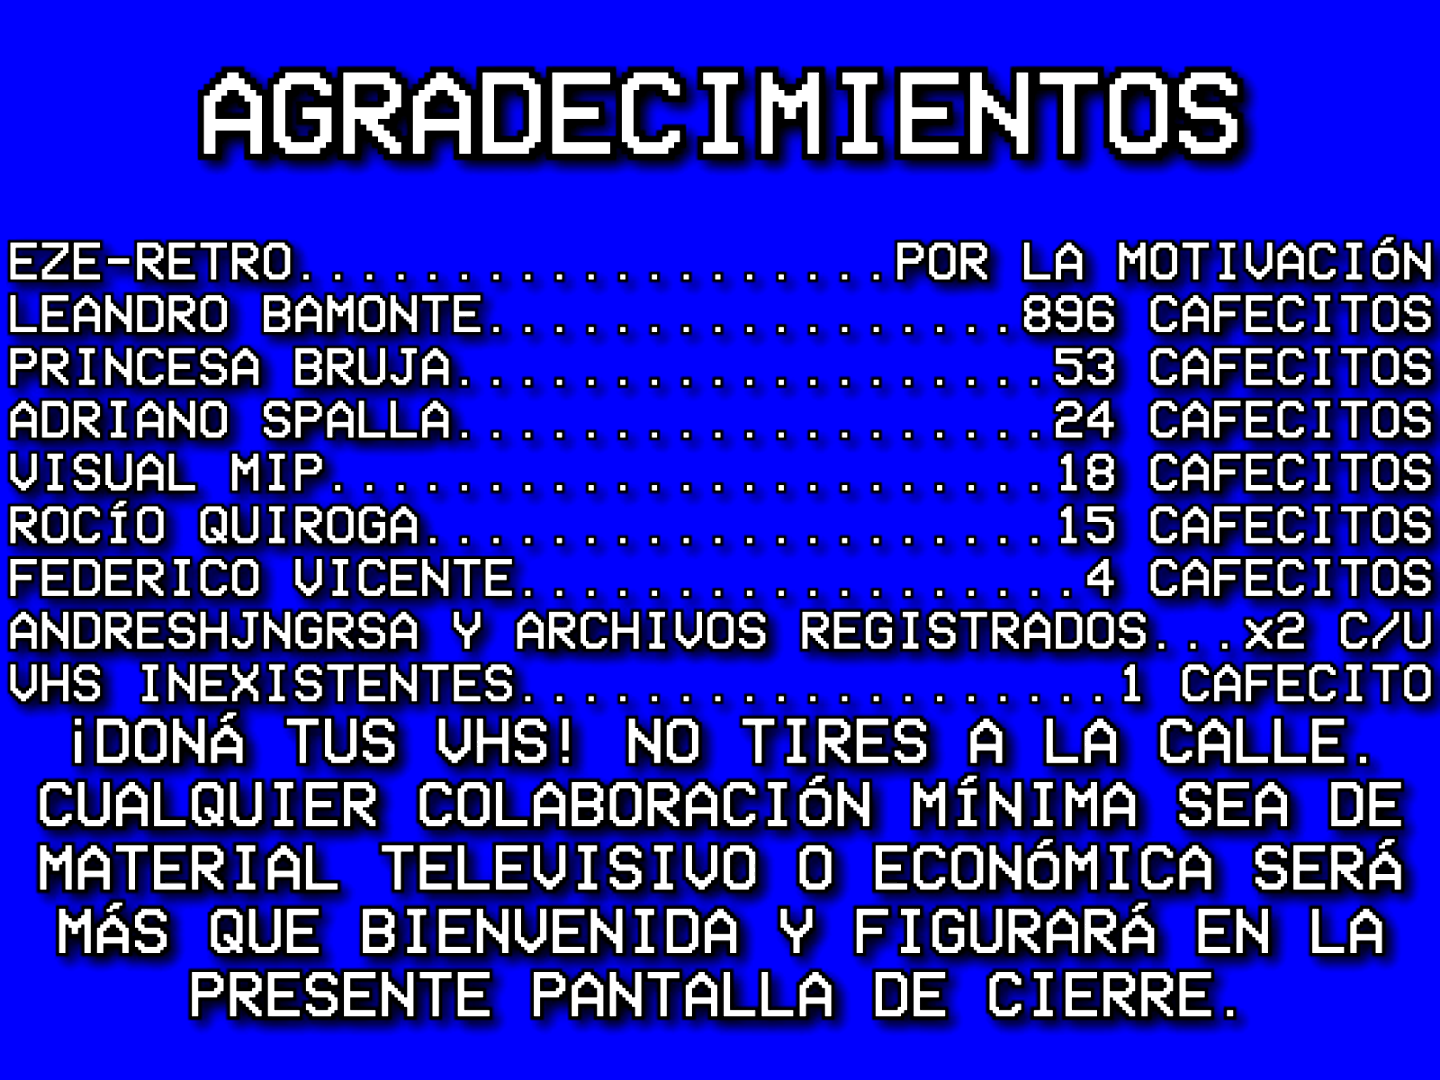 AGRADECIMIENTOS
EZE-RETRO...................POR LA MOTIVACIÓN
LEANDRO BAMONTE.................896 CAFECITOS
PRINCESA BRUJA...................53 CAFECITOS
ADRIANO SPALLA...................24 CAFECITOS
VISUAL MIP.......................18 CAFECITOS
ROCÍO QUIROGA....................15 CAFECITOS
FEDERICO VICENTE..................4 CAFECITOS
ANDRESHJNGRSA Y ARCHIVOS REGISTRADOS...x2 C/U
VHS INEXISTENTES...................1 CAFECITO
¡DONÁ TUS VHS! NO TIRES A LA CALLE.
CUALQUIER COLABORACIÓN MÍNIMA SEA DE
MATERIAL TELEVISIVO O ECONÓMICA SERÁ
MÁS QUE BIENVENIDA Y FIGURARÁ EN LA
PRESENTE PANTALLA DE CIERRE.